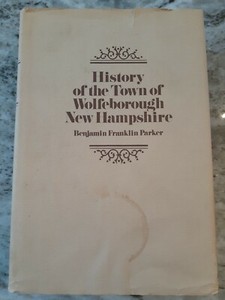 History
of the Town of
Wolfeborough
New Hampshire
Benjamin Franklin Parker